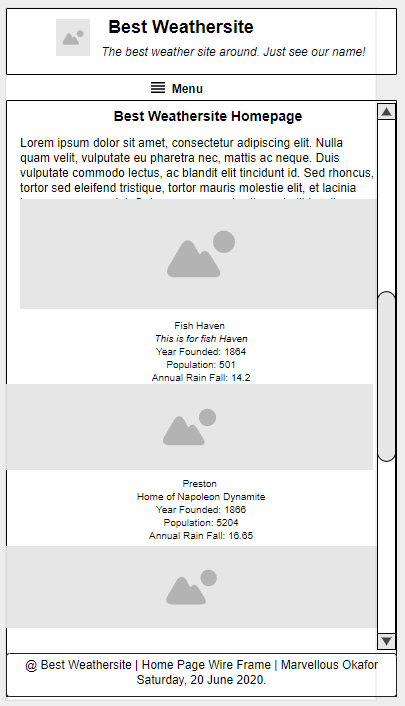 Best Weathersite
The best weather site around. Just see our name!
Menu
Best Weathersite Homepage
Lorem ipsum dolor sit amet, consectetur adipiscing elit. Nulla
quam velit, vulputate eu pharetra nec, mattis ac neque. Duis
vulputate commodo lectus, ac blandit elit tincidunt id. Sed rhoncus,
tortor sed eleifend tristique, tortor mauris molestie elit, et lacinia
Fish Haven
This is for fish Haven
Year Founded: 1864
Population: 501
Annual Rain Fall: 14.2
Preston
Home of Napoleon Dynamite
Year Founded: 1866
Population: 5204
Annual Rain Fall: 16.65
@ Best Weathersite | Home Page Wire Frame | Marvellous Okafor
Saturday, 20 June 2020.